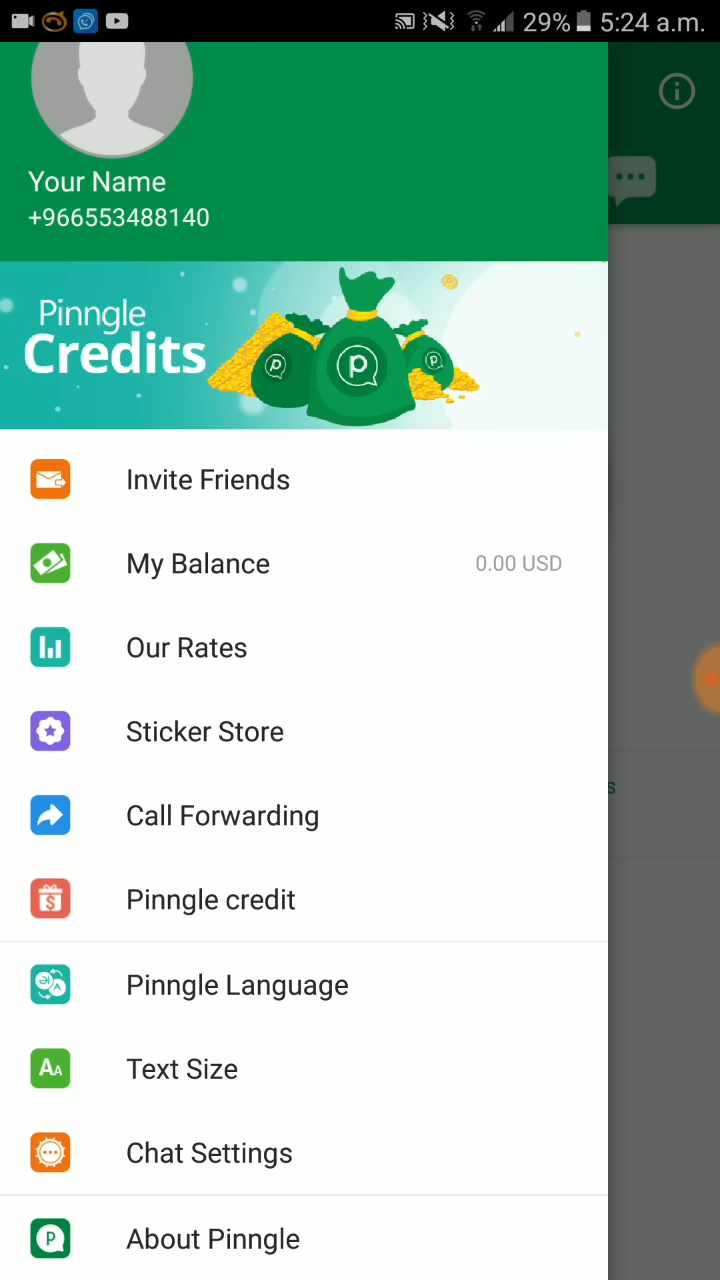 29% 5:24 a.m.
Your Name
+966553488140
Pinngle
Credits
Invite Friends
My Balance 0.00 USD
Our Rates
Sticker Store
Call Forwarding
Pinngle credit
Pinngle Language
Text Size
Chat Settings
About Pinngle